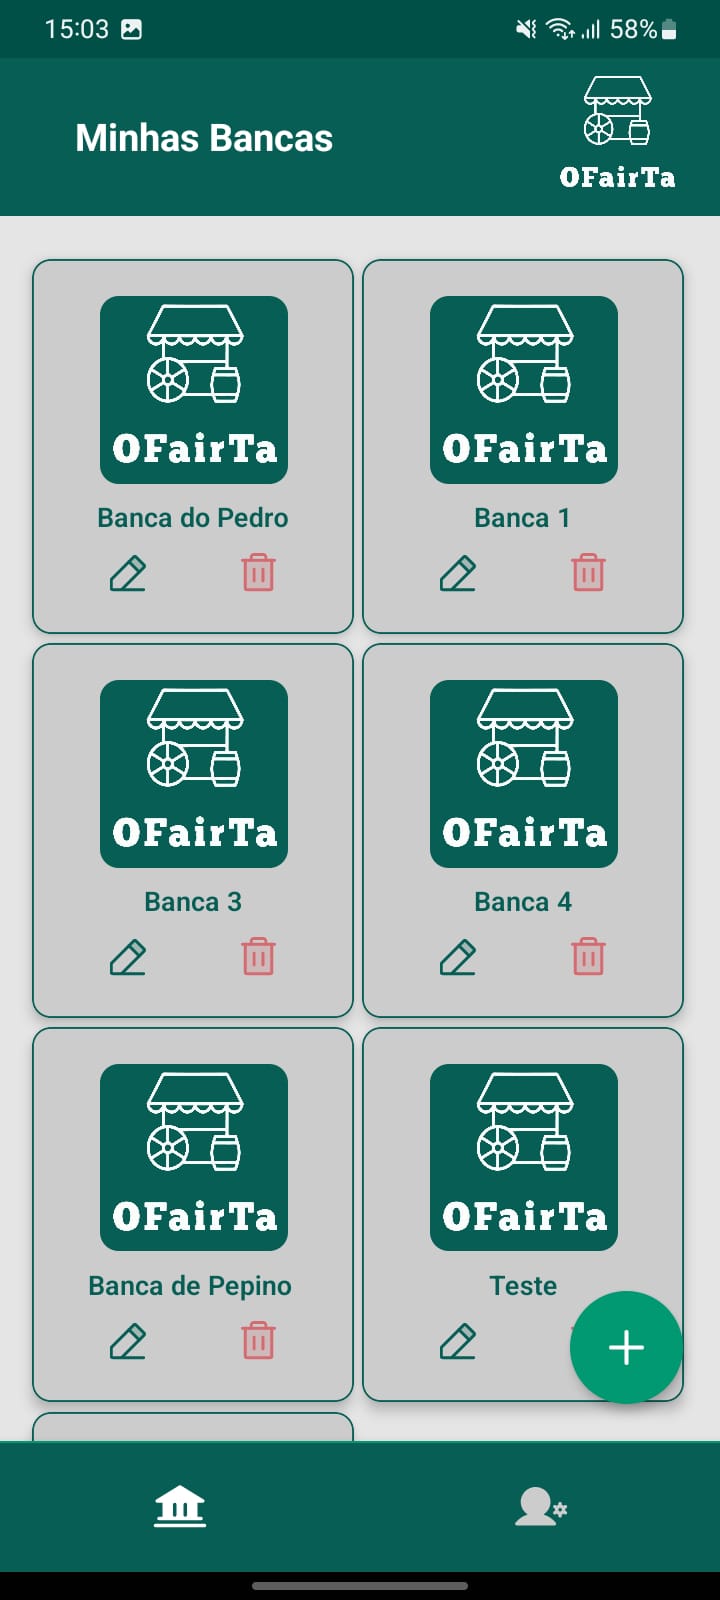 15:03
58%
Minhas Bancas
OFairTa
OFairTa
OFairTa
Banca do Pedro
Banca 1
OFairTa
OFairTa
Banca 3
Banca 4
OFairTa
OFairTa
Banca de Pepino
Teste